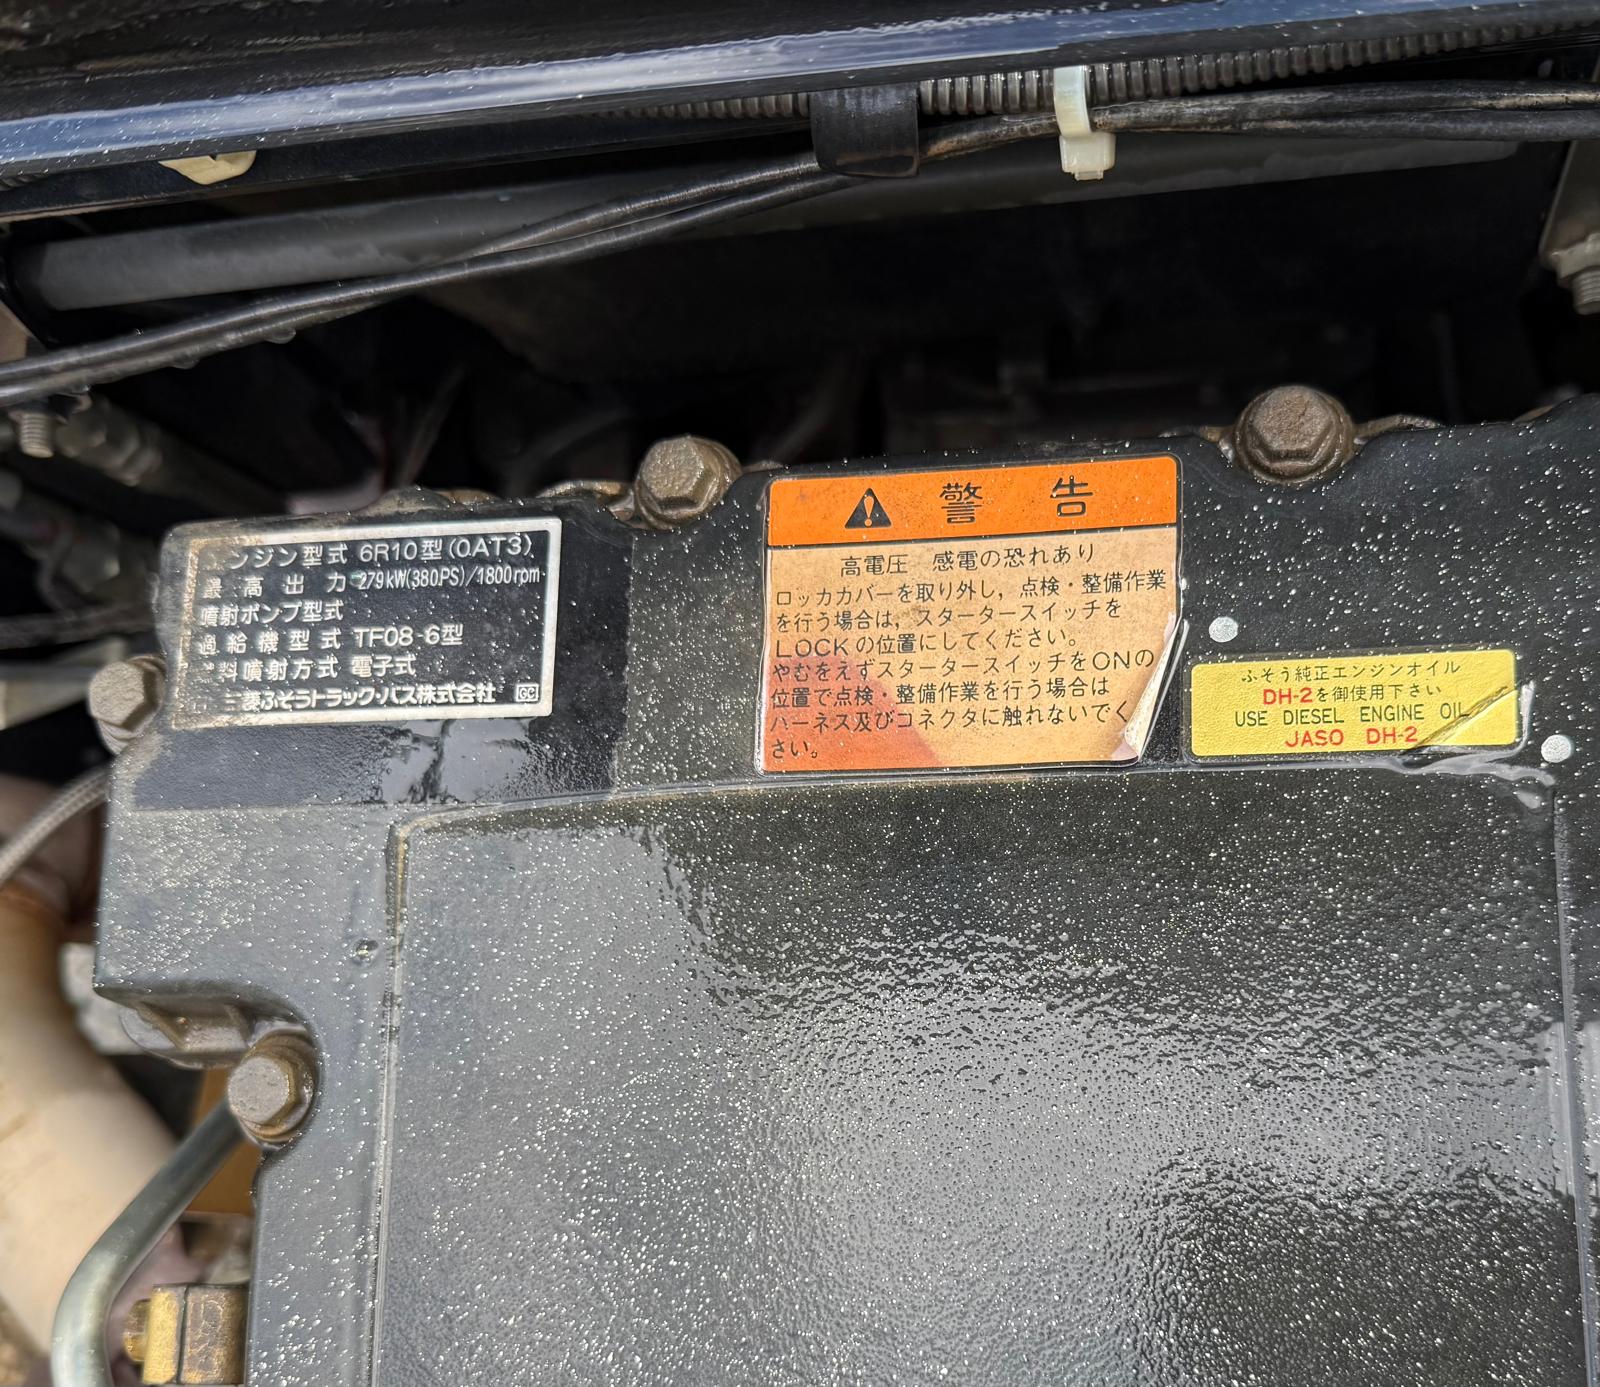 ンジン型式 6R10型(0AT3)
最高出力 279kW(380PS)/1800rpm
噴射ポンプ型式
過給機型式 TF08-6型
料噴射方式 電子式
三菱ふそうトラック・バス株式会社 GC
警告
高電圧 感電の恐れあり
ロッカカバーを取り外し，点検・整備作業
を行う場合は，スタータースイッチを
LOCKの位置にしてください。
やむをえずスタータースイッチをONの
位置で点検・整備作業を行う場合は
ハーネス及びコネクタに触れないでく
さい。
ふそう純正エンジンオイル
DH-2を御使用下さい
USE DIESEL ENGINE OIL
JASO DH-2